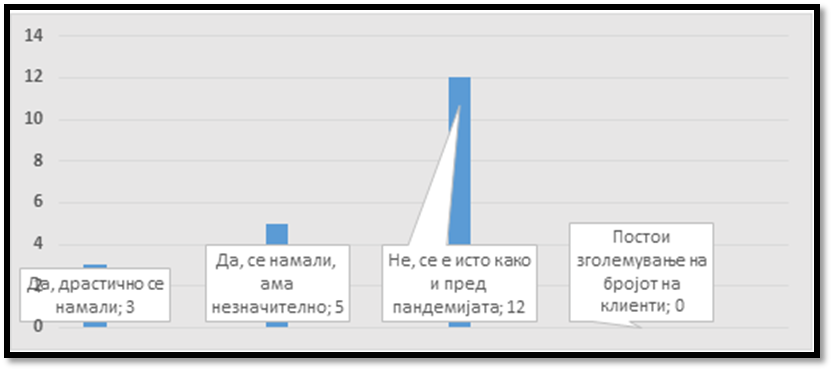 14
12
10
8
6
4
2
0
Да, драстично се
намали; 3
Да, се намали,
ама
незначително; 5
Не, се е исто како
и пред
пандемијата; 12
Постои
зголемување на
бројот на
клиенти; 0